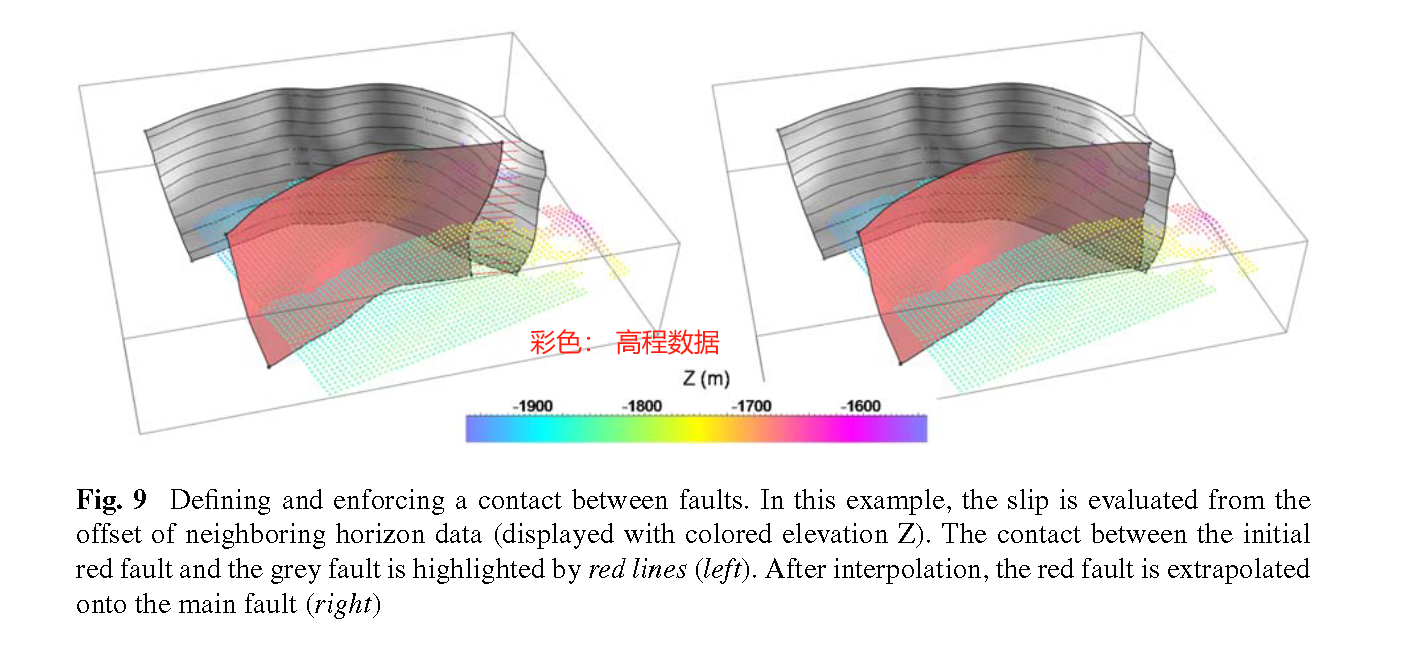 彩色： 高程数据
Z (m)
-1900 -1800 -1700 -1600
Fig. 9 Defining and enforcing a contact between faults. In this example, the slip is evaluated from the
offset of neighboring horizon data (displayed with colored elevation Z). The contact between the initial
red fault and the grey fault is highlighted by red lines (left). After interpolation, the red fault is extrapolated
onto the main fault (right)